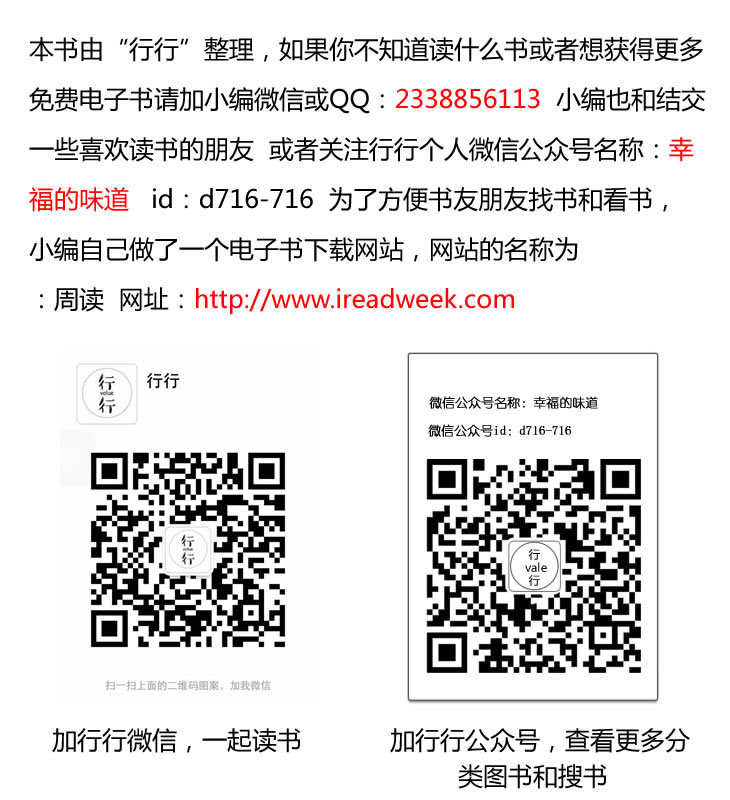 本书由“行行”整理，如果你不知道读什么书或者想获得更多
免费电子书请加小编微信或QQ：2338856113 小编也和结交
一些喜欢读书的朋友 或者关注行行个人微信公众号名称：幸
福的味道 id：d716-716 为了方便书友朋友找书和看书，
小编自己做了一个电子书下载网站，网站的名称为
：周读 网址：http://www.ireadweek.com
行
value
行
行行
行
行
扫一扫上面的二维码图案，加我微信
加行行微信，一起读书
微信公众号名称：幸福的味道
微信公众号id：d716-716
行
vale
行
加行行公众号，查看更多分
类图书和搜书